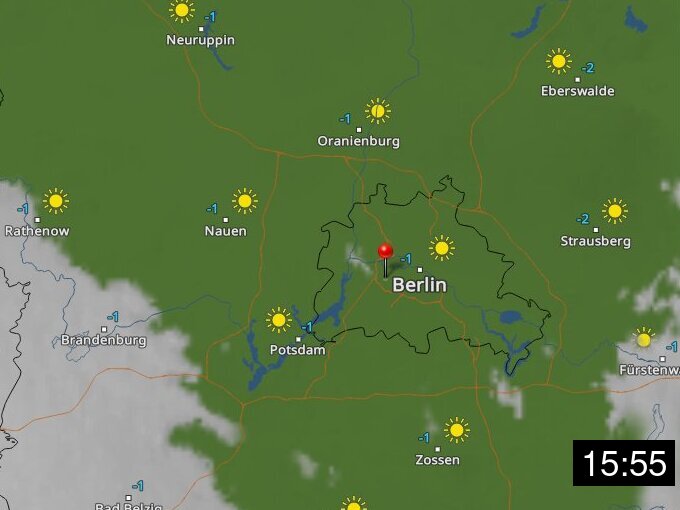 -1
Neuruppin
-2
Eberswalde
-1
Oranienburg
-1
Rathenow
-1
Nauen
-2
Strausberg
-1
Berlin
-1
Brandenburg
-1
Potsdam
-1
Fürstenwa
-1
Zossen
15:55
-1
Bad Belzig